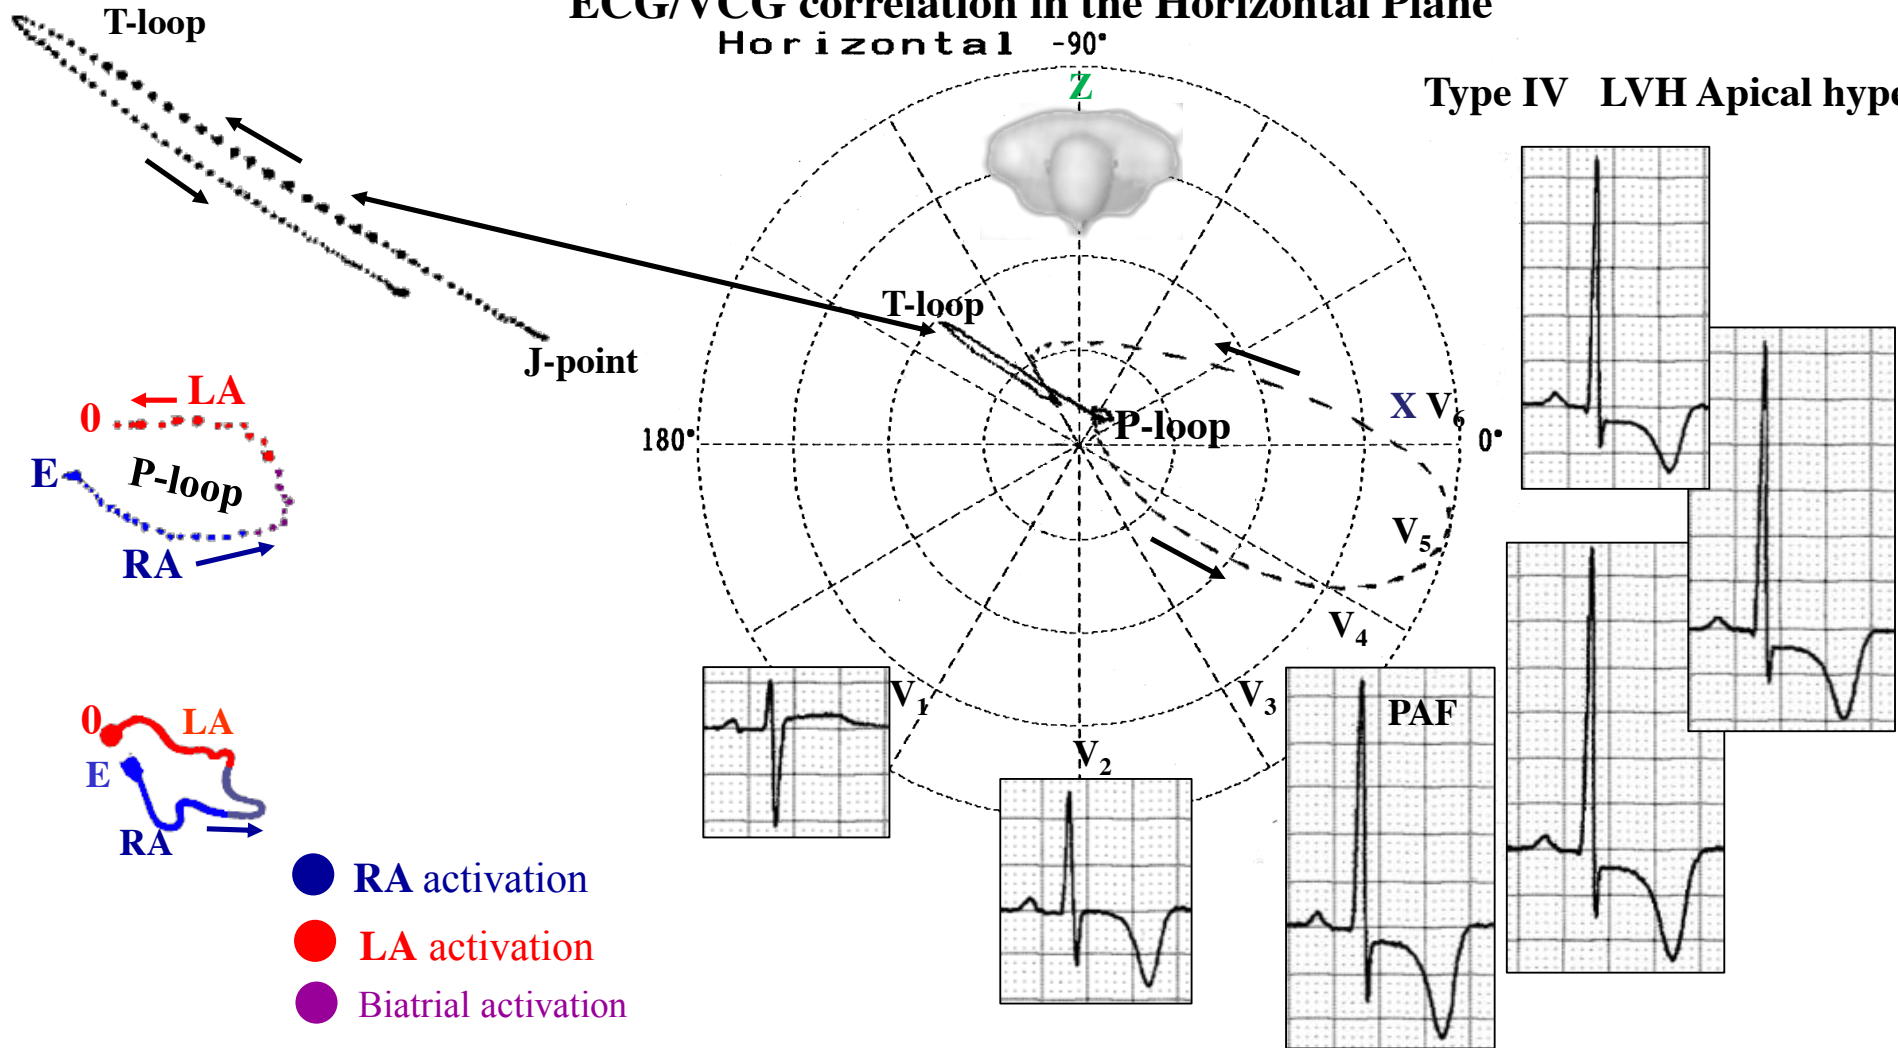 ECG/VCG correlation in the Horizontal Plane
T-loop
Horizontal -90°
Z
Type IV LVH Apical hype
T-loop
J-point
LA
0
X V6
P-loop
180°
0°
E
P-loop
V5
RA
V4
V1
V3
PAF
0
LA
V2
E
RA
RA activation
LA activation
Biatrial activation